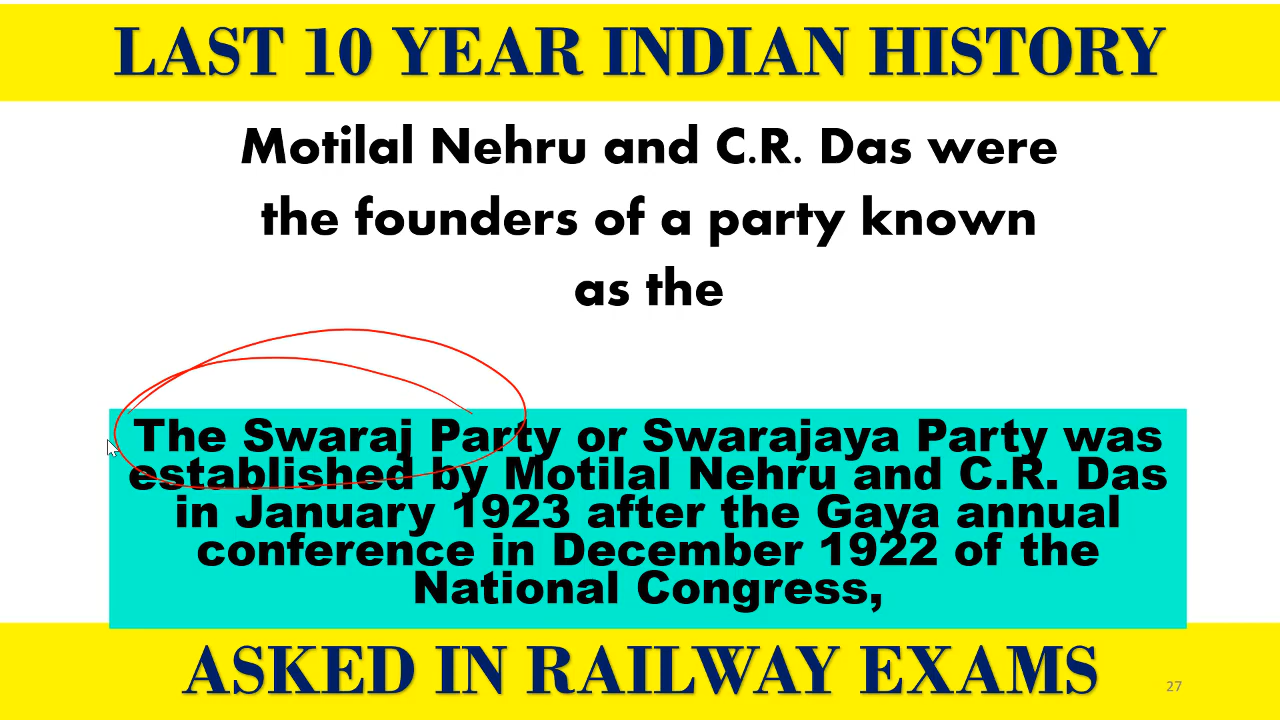 LAST 10 YEAR INDIAN HISTORY
Motilal Nehru and C.R. Das were
the founders of a party known
as the
The Swaraj Party or Swarajaya Party was
established by Motilal Nehru and C.R. Das
in January 1923 after the Gaya annual
conference in December 1922 of the
National Congress,
ASKED IN RAILWAY EXAMS
27